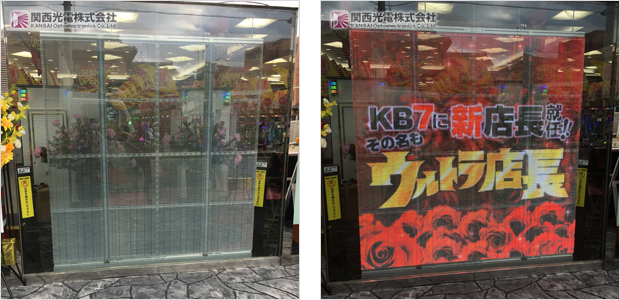 関西光電株式会社
KANSAI Optoelectronics Co.,Ltd.
関西光電株式会社
KANSAI Optoelectronics Co.,Ltd.
KB7に新店長就任!!
その名も
ウルトラ店長